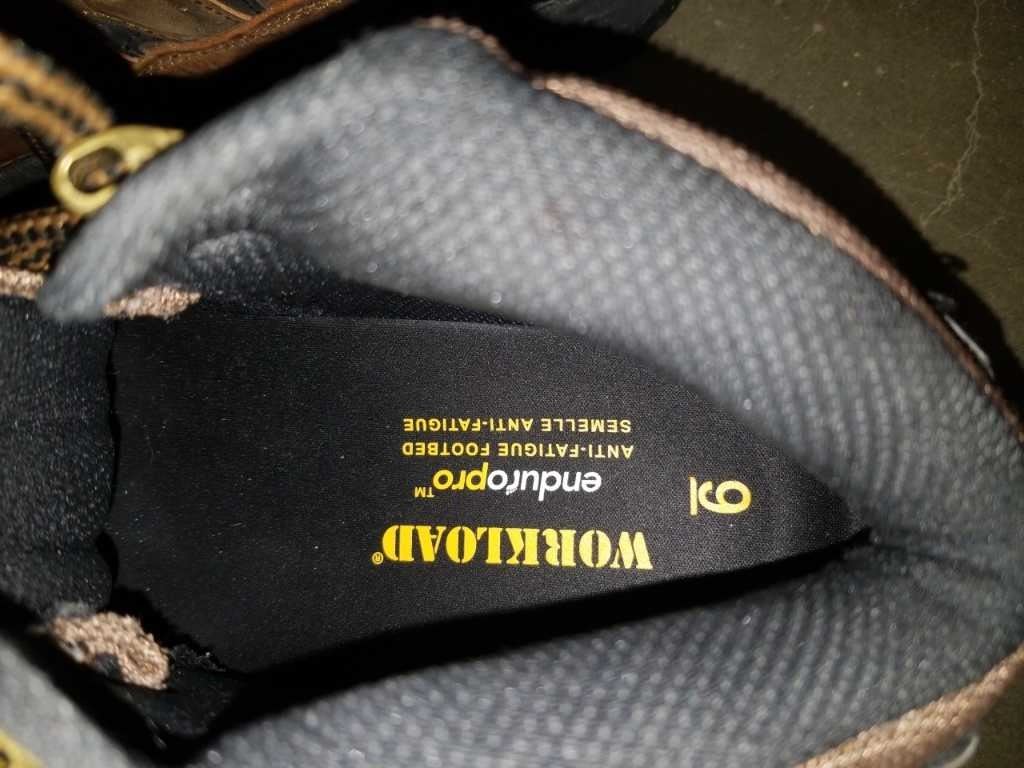 9
WORKLOAD®
enduropro™
ANTI-FATIGUE FOOTBED
SEMELLE ANTI-FATIGUE